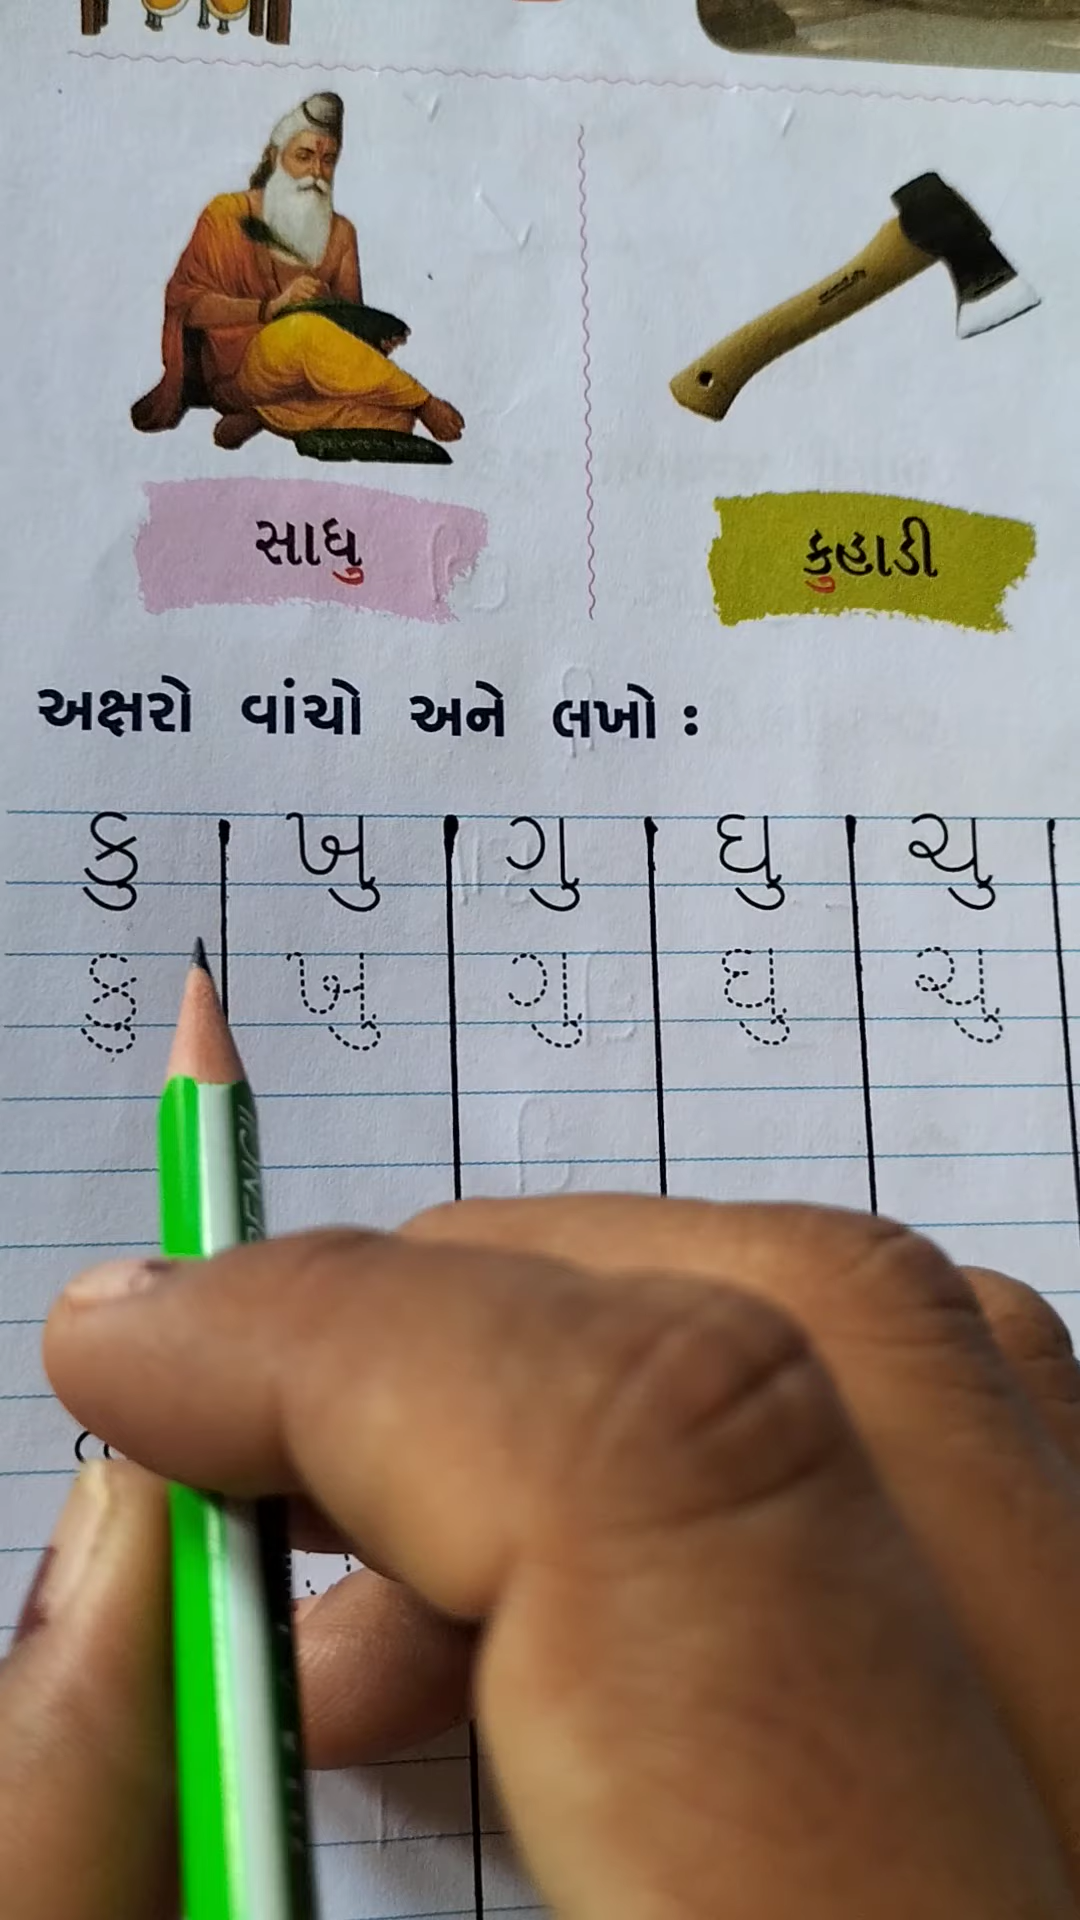 સાધુ કુહાડી
અક્ષરો વાંચો અને લખો :
કુ ખુ ગુ ઘુ ચુ
કુ ખુ ગુ ઘુ ચુ